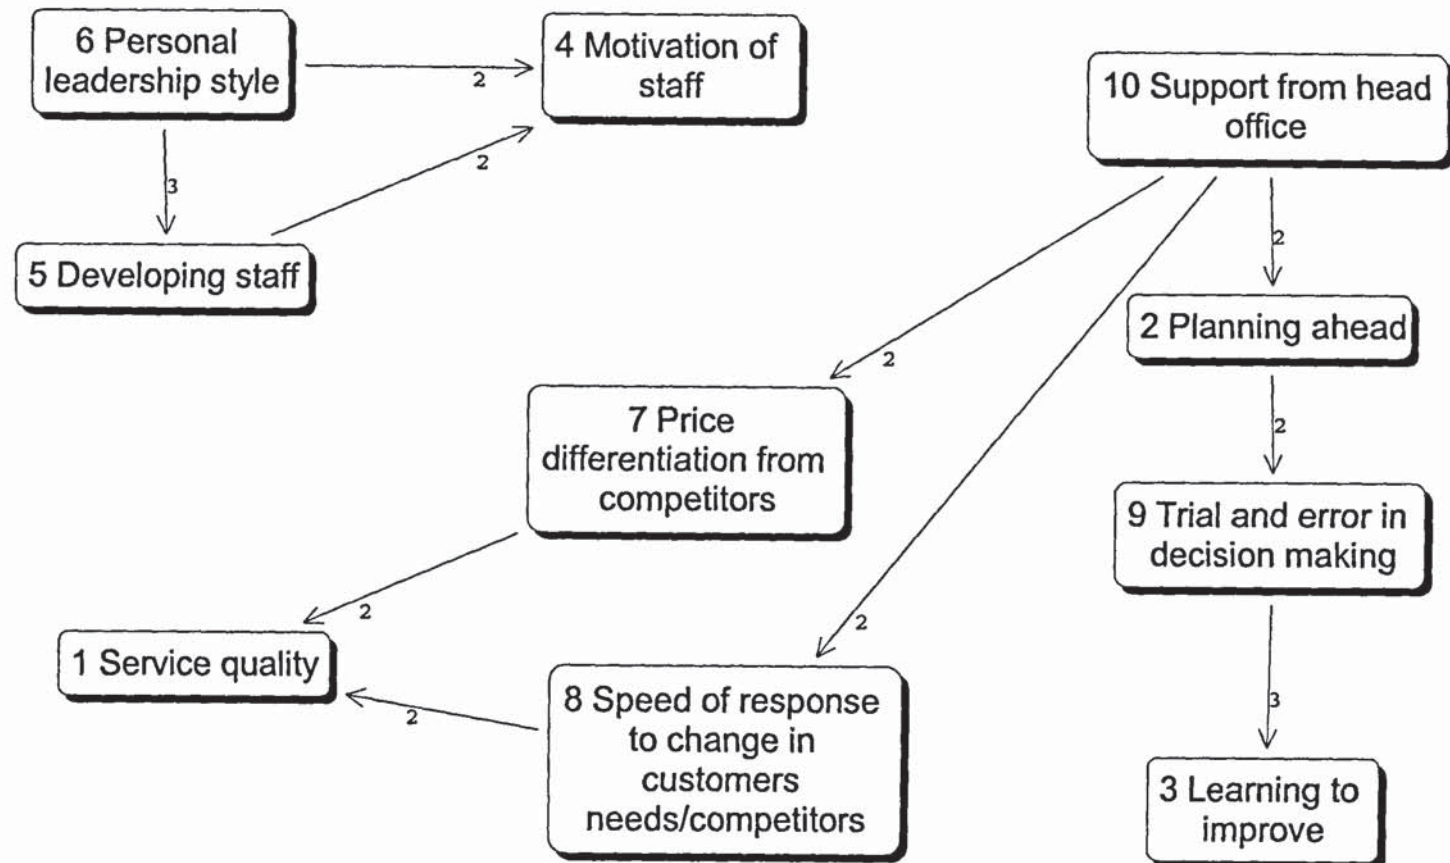 6 Personal
leadership style
2
4 Motivation of
staff
10 Support from head
office
3
2
5 Developing staff
2
2 Planning ahead
2
7 Price
differentiation from
competitors
2
9 Trial and error in
decision making
2
1 Service quality
2
2
8 Speed of response
to change in
customers
needs/competitors
3
3 Learning to
improve